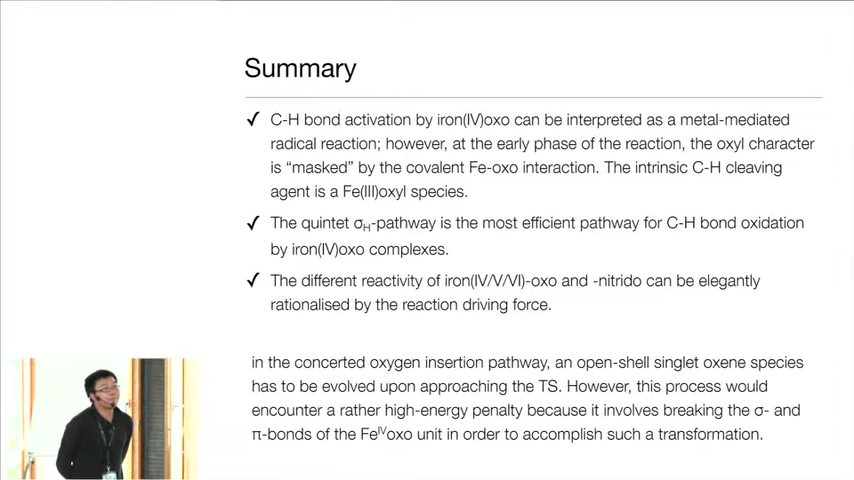 Summary
✓ C-H bond activation by iron(IV)oxo can be interpreted as a metal-mediated
radical reaction; however, at the early phase of the reaction, the oxyl character
is “masked” by the covalent Fe-oxo interaction. The intrinsic C-H cleaving
agent is a Fe(III)oxyl species.
✓ The quintet σH-pathway is the most efficient pathway for C-H bond oxidation
by iron(IV)oxo complexes.
✓ The different reactivity of iron(IV/V/VI)-oxo and -nitrido can be elegantly
rationalised by the reaction driving force.
in the concerted oxygen insertion pathway, an open-shell singlet oxene species
has to be evolved upon approaching the TS. However, this process would
encounter a rather high-energy penalty because it involves breaking the σ- and
π-bonds of the FeIVoxo unit in order to accomplish such a transformation.